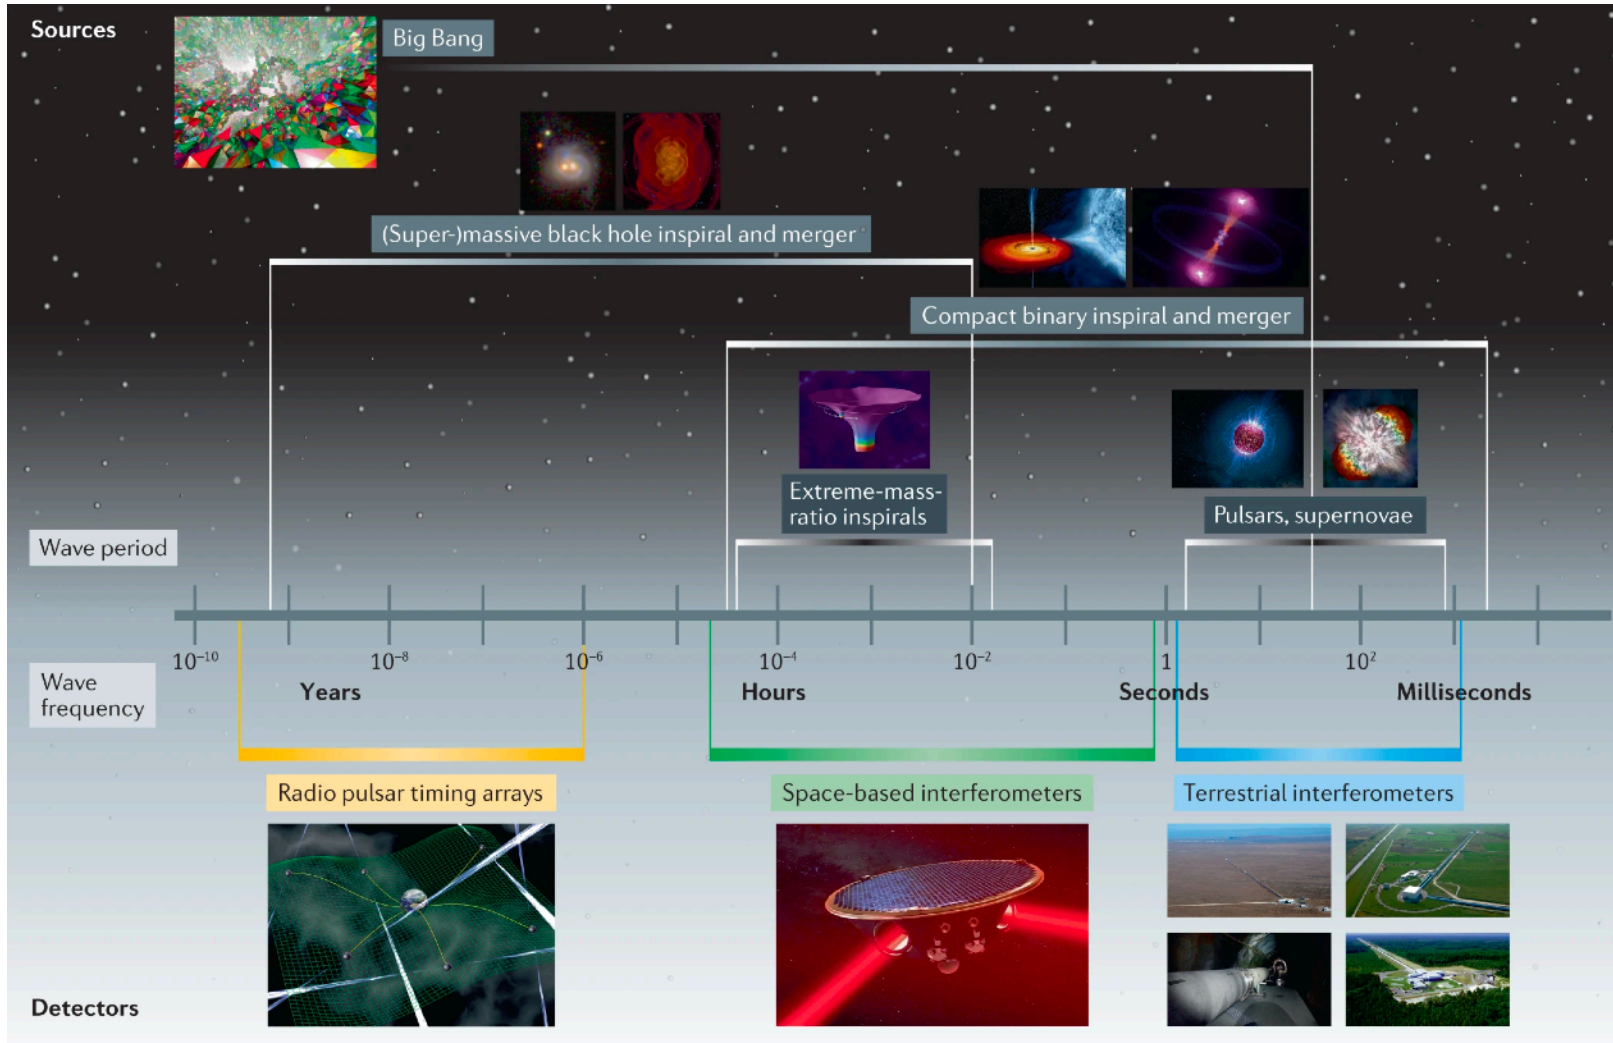 Sources
Big Bang
(Super-)massive black hole inspiral and merger
Compact binary inspiral and merger
Extreme-mass-
ratio inspirals
Pulsars, supernovae
Wave period
10⁻¹⁰ 10⁻⁸ 10⁻⁶ 10⁻⁴ 10⁻² 1 10²
Wave
frequency
Years Hours Seconds Milliseconds
Radio pulsar timing arrays
Space-based interferometers
Terrestrial interferometers
Detectors